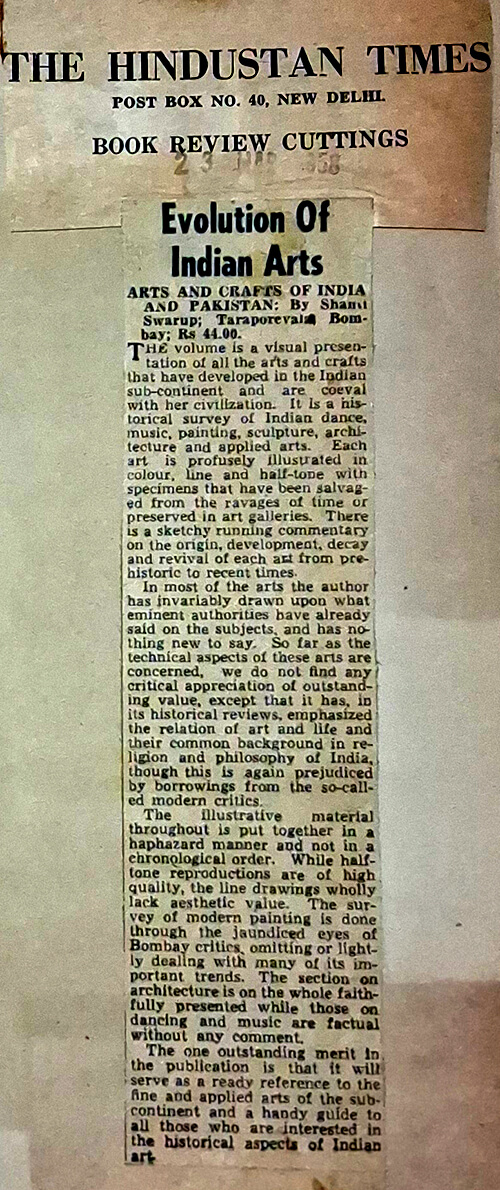 THE HINDUSTAN TIMES
POST BOX NO. 40, NEW DELHI.
BOOK REVIEW CUTTINGS
23 MAR 958
Evolution Of
Indian Arts
ARTS AND CRAFTS OF INDIA
AND PAKISTAN: By Shanti
Swarup; Taraporevala Bom-
bay; Rs 44.00.
THE volume is a visual presen-
tation of all the arts and crafts
that have developed in the Indian
sub-continent and are coeval
with her civilization. It is a his-
torical survey of Indian dance,
music, painting, sculpture, archi-
tecture and applied arts. Each
art is profusely illustrated in
colour, line and half-tone with
specimens that have been salvag-
ed from the ravages of time or
preserved in art galleries. There
is a sketchy running commentary
on the origin, development, decay
and revival of each art from pre-
historic to recent times.
In most of the arts the author
has invariably drawn upon what
eminent authorities have already
said on the subjects, and has no-
thing new to say. So far as the
technical aspects of these arts are
concerned, we do not find any
critical appreciation of outstand-
ing value, except that it has, in
its historical reviews, emphasized
the relation of art and life and
their common background in re-
ligion and philosophy of India,
though this is again prejudiced
by borrowings from the so-call-
ed modern critics.
The illustrative material
throughout is put together in a
haphazard manner and not in a
chronological order. While half-
tone reproductions are of high
quality, the line drawings wholly
lack aesthetic value. The sur-
vey of modern painting is done
through the jaundiced eyes of
Bombay critics, omitting or light-
ly dealing with many of its im-
portant trends. The section on
architecture is on the whole faith-
fully presented while those on
dancing and music are factual
without any comment.
The one outstanding merit in
the publication is that it will
serve as a ready reference to the
fine and applied arts of the sub-
continent and a handy guide to
all those who are interested in
the historical aspects of Indian
art.